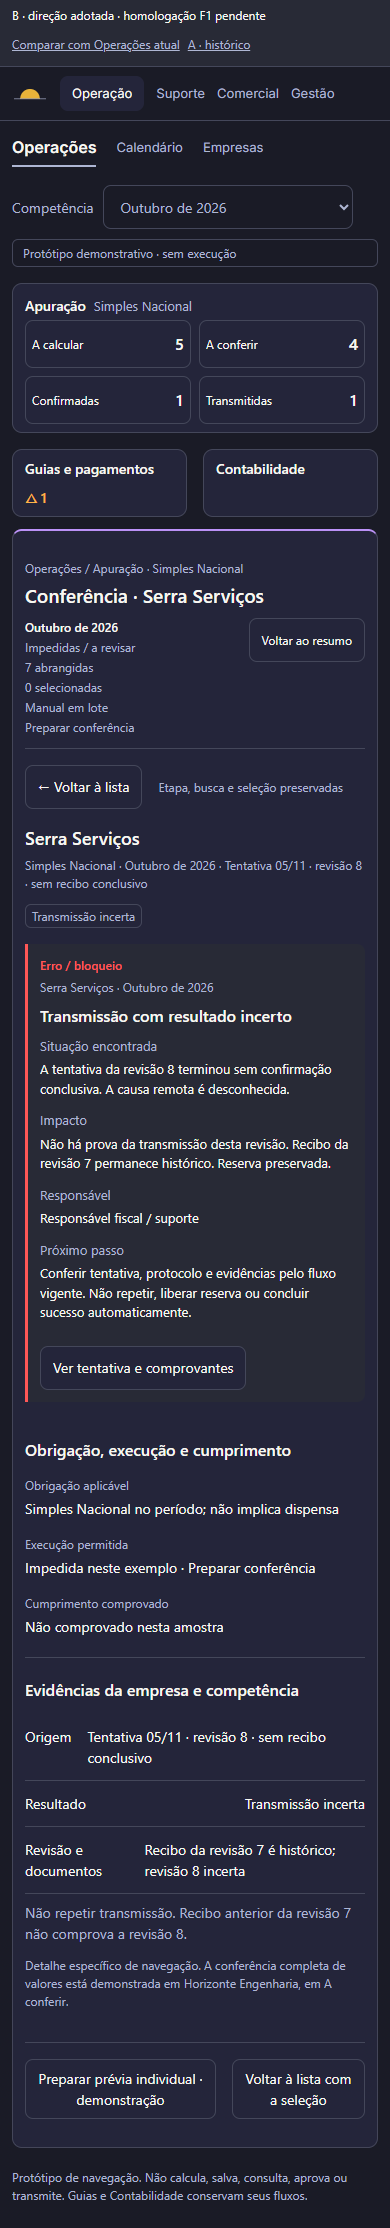 B · direção adotada · homologação F1 pendente
Comparar com Operações atual A · histórico
Operação Suporte Comercial Gestão
Operações Calendário Empresas
Competência Outubro de 2026
Protótipo demonstrativo · sem execução
Apuração Simples Nacional
A calcular 5 A conferir 4
Confirmadas 1 Transmitidas 1
Guias e pagamentos Contabilidade
△ 1
Operações / Apuração · Simples Nacional
Conferência · Serra Serviços
Outubro de 2026
Voltar ao resumo
Impedidas / a revisar
7 abrangidas
0 selecionadas
Manual em lote
Preparar conferência
← Voltar à lista Etapa, busca e seleção preservadas
Serra Serviços
Simples Nacional · Outubro de 2026 · Tentativa 05/11 · revisão 8
· sem recibo conclusivo
Transmissão incerta
Erro / bloqueio
Serra Serviços · Outubro de 2026
Transmissão com resultado incerto
Situação encontrada
A tentativa da revisão 8 terminou sem confirmação
conclusiva. A causa remota é desconhecida.
Impacto
Não há prova da transmissão desta revisão. Recibo da
revisão 7 permanece histórico. Reserva preservada.
Responsável
Responsável fiscal / suporte
Próximo passo
Conferir tentativa, protocolo e evidências pelo fluxo
vigente. Não repetir, liberar reserva ou concluir
sucesso automaticamente.
Ver tentativa e comprovantes
Obrigação, execução e cumprimento
Obrigação aplicável
Simples Nacional no período; não implica dispensa
Execução permitida
Impedida neste exemplo · Preparar conferência
Cumprimento comprovado
Não comprovado nesta amostra
Evidências da empresa e competência
Origem Tentativa 05/11 · revisão 8 · sem recibo
conclusivo
Resultado Transmissão incerta
Revisão e Recibo da revisão 7 é histórico;
documentos revisão 8 incerta
Não repetir transmissão. Recibo anterior da revisão 7
não comprova a revisão 8.
Detalhe específico de navegação. A conferência completa de
valores está demonstrada em Horizonte Engenharia, em A
conferir.
Preparar prévia individual · Voltar à lista com
demonstração a seleção
Protótipo de navegação. Não calcula, salva, consulta, aprova ou
transmite. Guias e Contabilidade conservam seus fluxos.